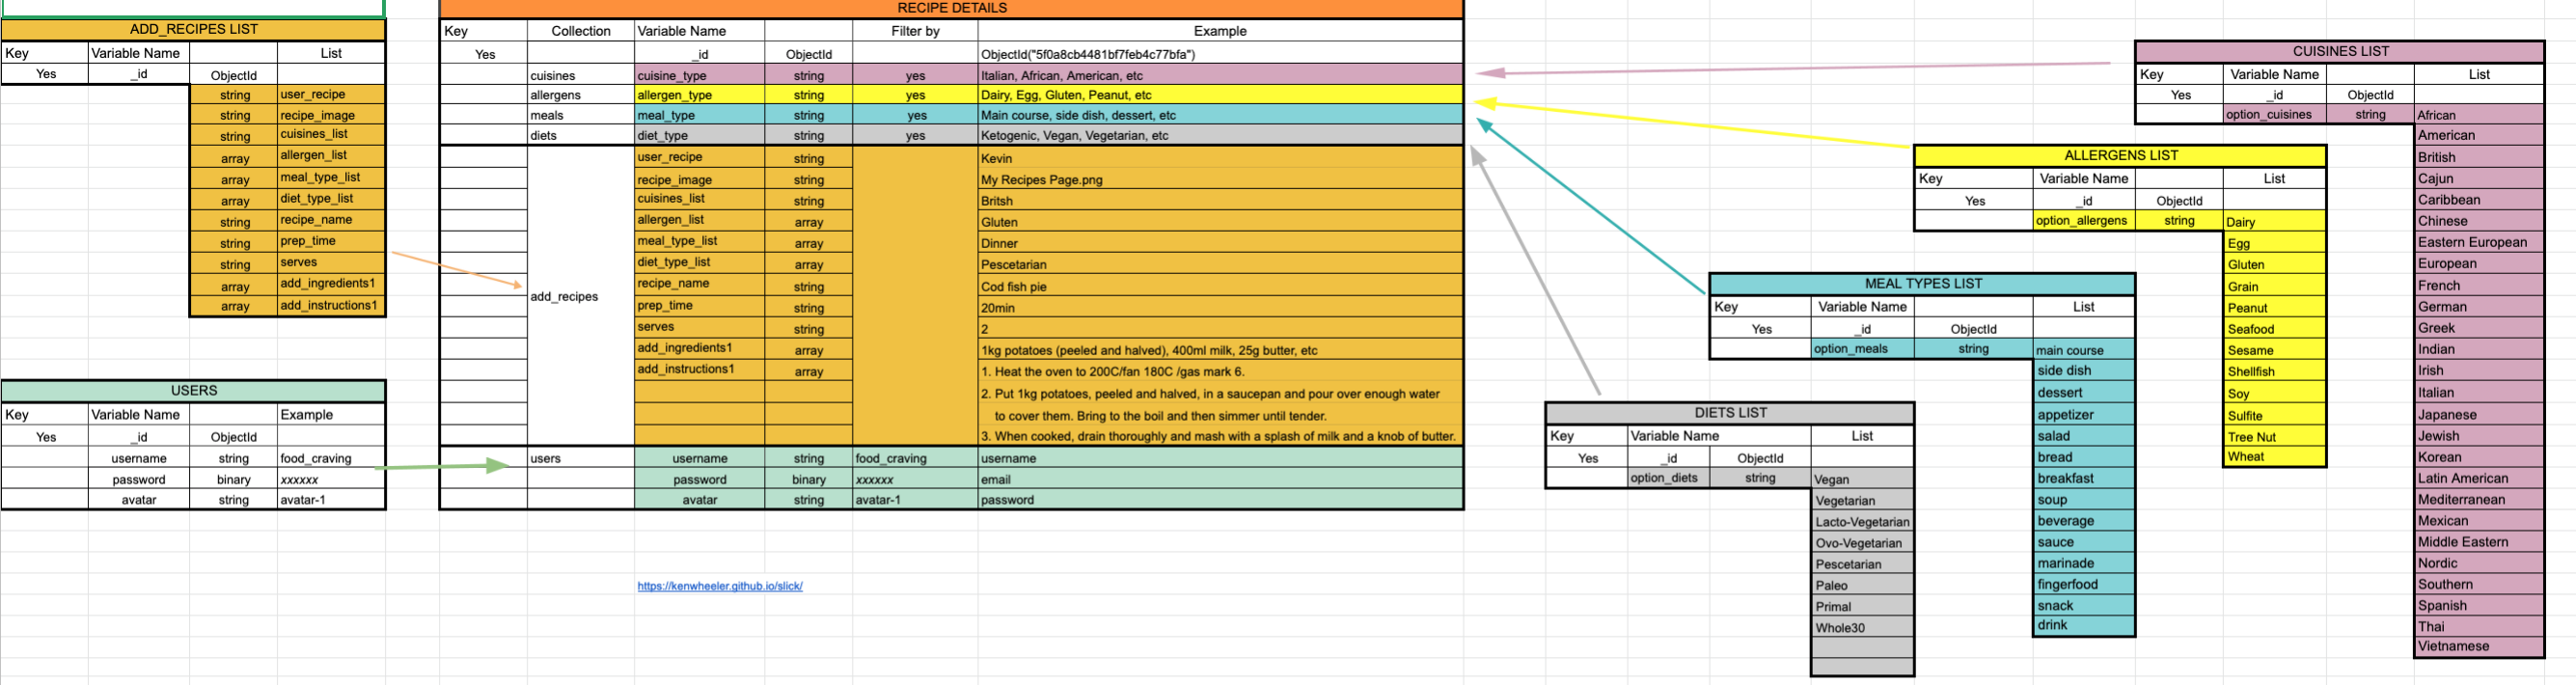 ADD_RECIPES LIST
Key Variable Name List
Yes _id ObjectId
string user_recipe
string recipe_image
string cuisines_list
array allergen_list
array meal_type_list
array diet_type_list
string recipe_name
string prep_time
string serves
array add_ingredients1
array add_instructions1
USERS
Key Variable Name Example
Yes _id ObjectId
username string food_craving
password binary xxxxxx
avatar string avatar-1
RECIPE DETAILS
Key Collection Variable Name Filter by Example
Yes _id ObjectId ObjectId("5f0a8cb4481bf7feb4c77bfa")
cuisines cuisine_type string yes Italian, African, American, etc
allergens allergen_type string yes Dairy, Egg, Gluten, Peanut, etc
meals meal_type string yes Main course, side dish, dessert, etc
diets diet_type string yes Ketogenic, Vegan, Vegetarian, etc
user_recipe string Kevin
recipe_image string My Recipes Page.png
cuisines_list string Britsh
allergen_list array Gluten
meal_type_list array Dinner
diet_type_list array Pescetarian
add_recipes recipe_name string Cod fish pie
prep_time string 20min
serves string 2
add_ingredients1 array 1kg potatoes (peeled and halved), 400ml milk, 25g butter, etc
add_instructions1 array 1. Heat the oven to 200C/fan 180C /gas mark 6.
2. Put 1kg potatoes, peeled and halved, in a saucepan and pour over enough water
to cover them. Bring to the boil and then simmer until tender.
3. When cooked, drain thoroughly and mash with a splash of milk and a knob of butter.
users username string food_craving username
password binary xxxxxx email
avatar string avatar-1 password
https://kenwheeler.github.io/slick/
DIETS LIST
Key Variable Name List
Yes _id ObjectId
option_diets string Vegan
Vegetarian
Lacto-Vegetarian
Ovo-Vegetarian
Pescetarian
Paleo
Primal
Whole30
MEAL TYPES LIST
Key Variable Name List
Yes _id ObjectId
option_meals string main course
side dish
dessert
appetizer
salad
bread
breakfast
soup
beverage
sauce
marinade
fingerfood
snack
drink
ALLERGENS LIST
Key Variable Name List
Yes _id ObjectId
option_allergens string Dairy
Egg
Gluten
Grain
Peanut
Seafood
Sesame
Shellfish
Soy
Sulfite
Tree Nut
Wheat
CUISINES LIST
Key Variable Name List
Yes _id ObjectId
option_cuisines string African
American
British
Cajun
Caribbean
Chinese
Eastern European
European
French
German
Greek
Indian
Irish
Italian
Japanese
Jewish
Korean
Latin American
Mediterranean
Mexican
Middle Eastern
Nordic
Southern
Spanish
Thai
Vietnamese